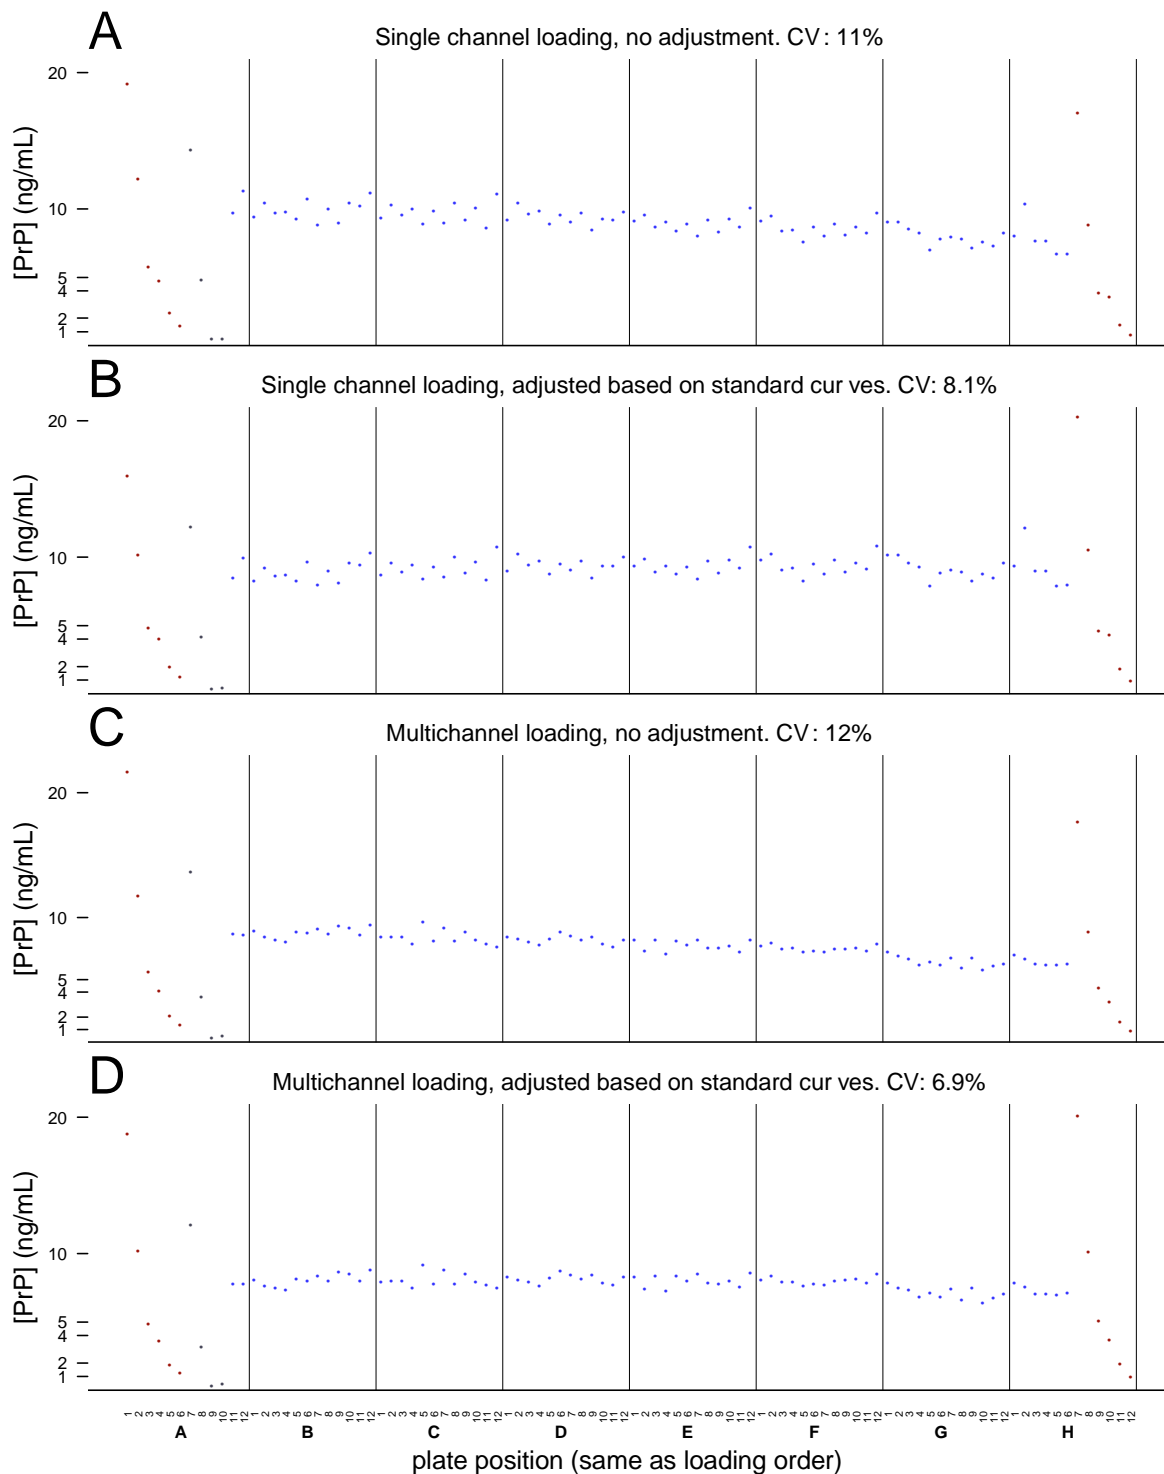 A
Single channel loading, no adjustment. CV: 11%
[PrP] (ng/mL)
20
10
5
4
2
1
B
Single channel loading, adjusted based on standard cur ves. CV: 8.1%
[PrP] (ng/mL)
20
10
5
4
2
1
C
Multichannel loading, no adjustment. CV: 12%
[PrP] (ng/mL)
20
10
5
4
2
1
D
Multichannel loading, adjusted based on standard cur ves. CV: 6.9%
[PrP] (ng/mL)
20
10
5
4
2
1
1 2 3 4 5 6 7 8 9 10 11 12 1 2 3 4 5 6 7 8 9 10 11 12 1 2 3 4 5 6 7 8 9 10 11 12 1 2 3 4 5 6 7 8 9 10 11 12 1 2 3 4 5 6 7 8 9 10 11 12 1 2 3 4 5 6 7 8 9 10 11 12 1 2 3 4 5 6 7 8 9 10 11 12 1 2 3 4 5 6 7 8 9 10 11 12
A B C D E F G H
plate position (same as loading order)